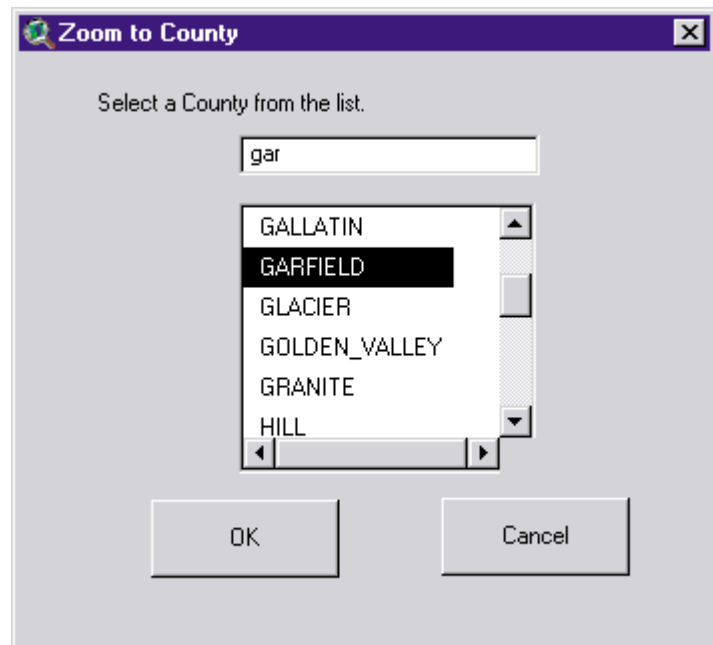 Zoom to County
Select a County from the list.
gar
GALLATIN
GARFIELD
GLACIER
GOLDEN_VALLEY
GRANITE
HILL
OK
Cancel